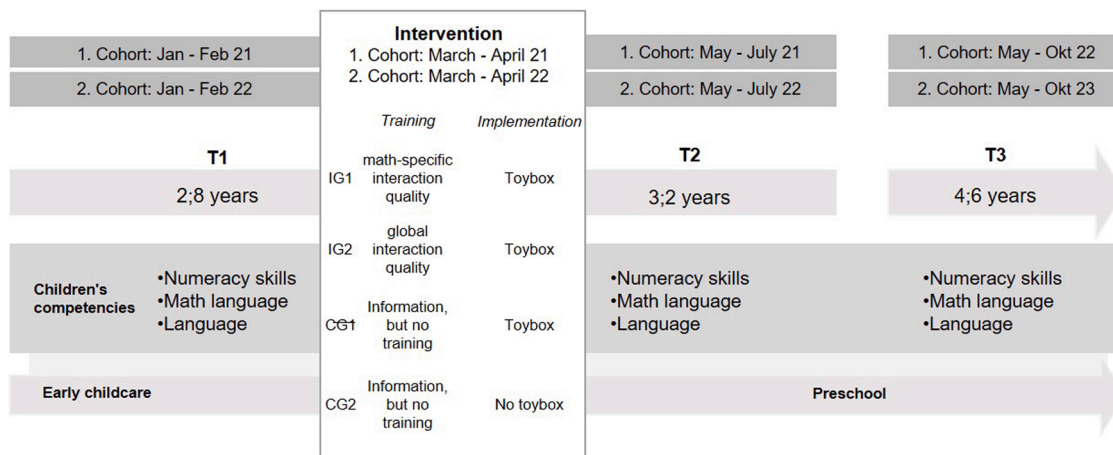 1. Cohort: Jan - Feb 21
2. Cohort: Jan - Feb 22
Intervention
1. Cohort: March - April 21
2. Cohort: March - April 22
1. Cohort: May - July 21
2. Cohort: May - July 22
1. Cohort: May - Okt 22
2. Cohort: May - Okt 23
Training Implementation
T1
2;8 years
IG1 math-specific
interaction
quality
Toybox
IG2 global
interaction
quality
Toybox
CG1 Information,
but no
training
Toybox
CG2 Information,
but no
training
No toybox
T2
3;2 years
T3
4;6 years
Children's
competencies
•Numeracy skills
•Math language
•Language
•Numeracy skills
•Math language
•Language
•Numeracy skills
•Math language
•Language
Early childcare
Preschool